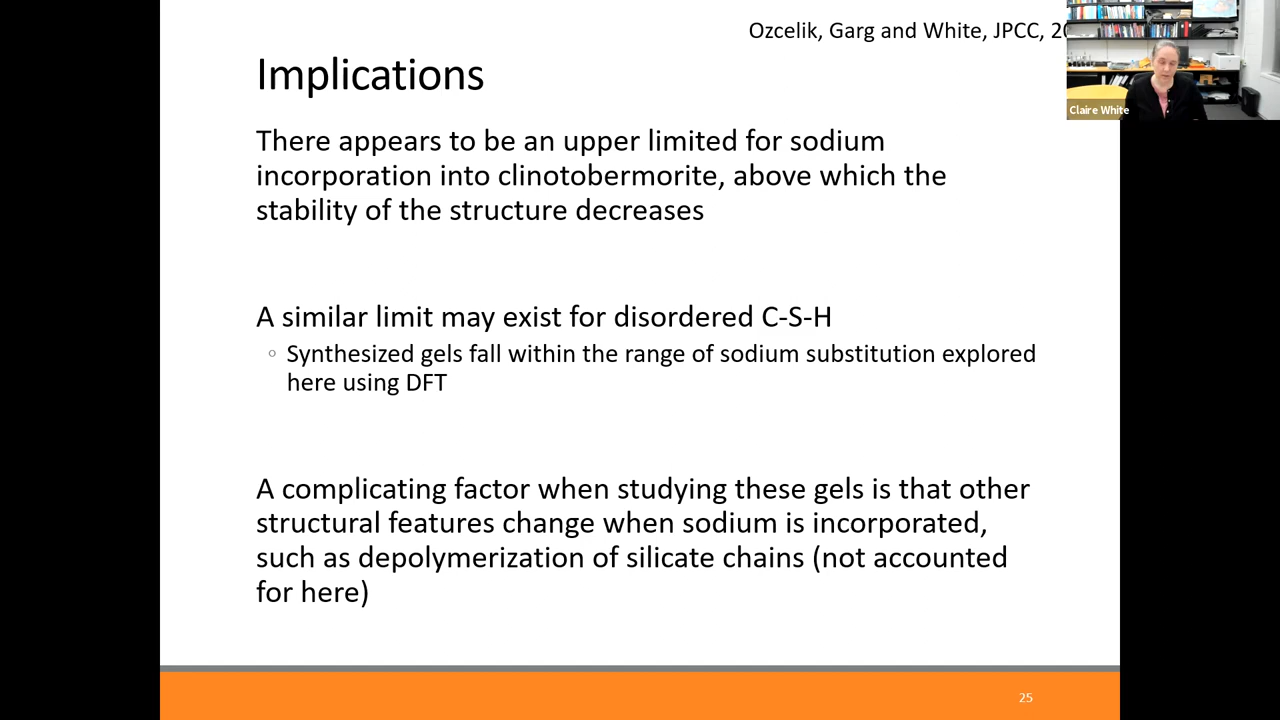 Ozcelik, Garg and White, JPCC, 20
Implications
Claire White
There appears to be an upper limited for sodium
incorporation into clinotobermorite, above which the
stability of the structure decreases
A similar limit may exist for disordered C-S-H
◦ Synthesized gels fall within the range of sodium substitution explored
here using DFT
A complicating factor when studying these gels is that other
structural features change when sodium is incorporated,
such as depolymerization of silicate chains (not accounted
for here)
25